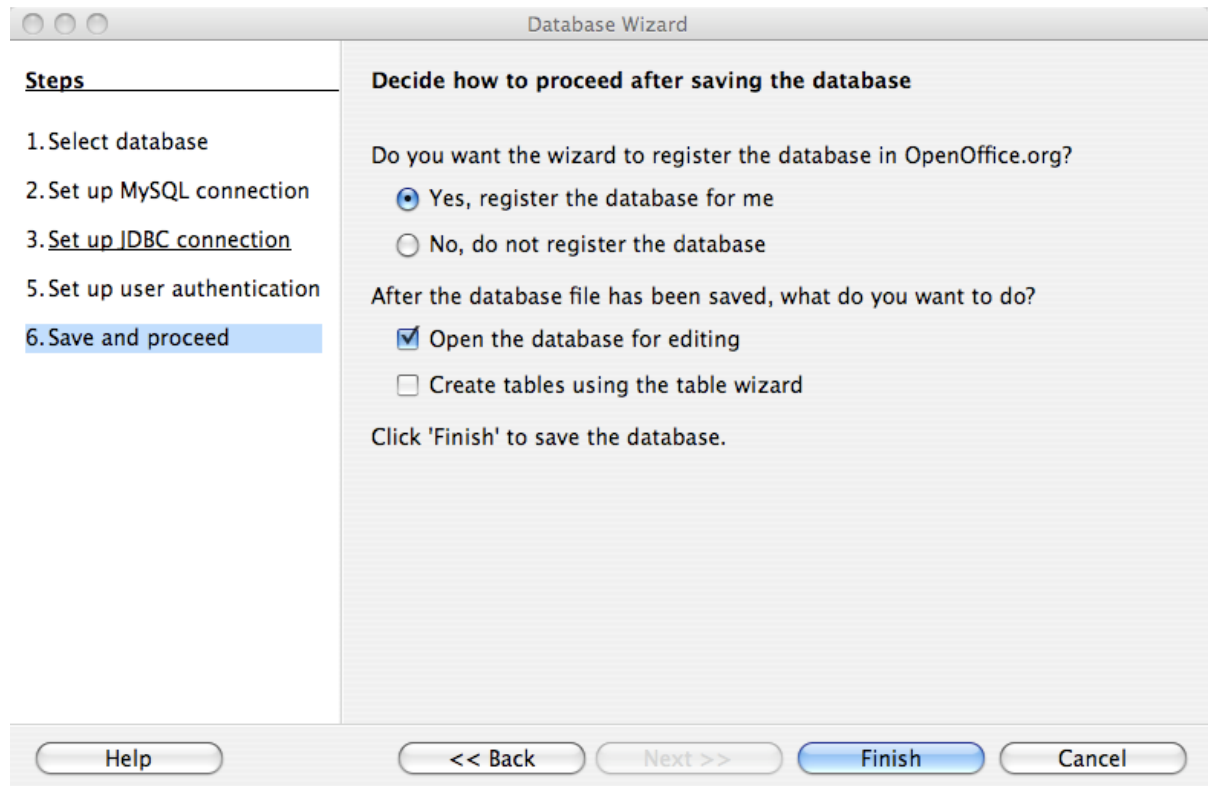 Database Wizard
Steps
1. Select database
2. Set up MySQL connection
3. Set up JDBC connection
5. Set up user authentication
6. Save and proceed
Decide how to proceed after saving the database
Do you want the wizard to register the database in OpenOffice.org?
Yes, register the database for me
No, do not register the database
After the database file has been saved, what do you want to do?
Open the database for editing
Create tables using the table wizard
Click 'Finish' to save the database.
Help
<< Back
Next >>
Finish
Cancel